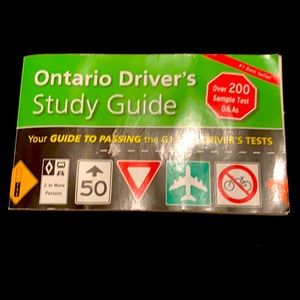 #1 Best Seller
Ontario Driver's
Study Guide
Over 200
Sample Test
Q&As
Your GUIDE TO PASSING the G1 DRIVER'S TESTS
2 or More
Persons
50